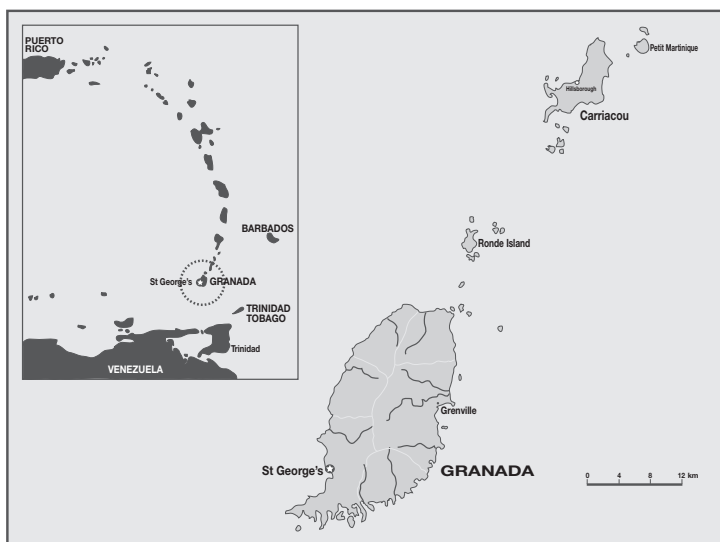 PUERTO
RICO
BARBADOS
St George's
GRANADA
TRINIDAD
TOBAGO
Trinidad
VENEZUELA
Petit Martinique
Hillsborough
Carriacou
Ronde Island
Grenville
St George's
GRANADA
0 4 8 12 km